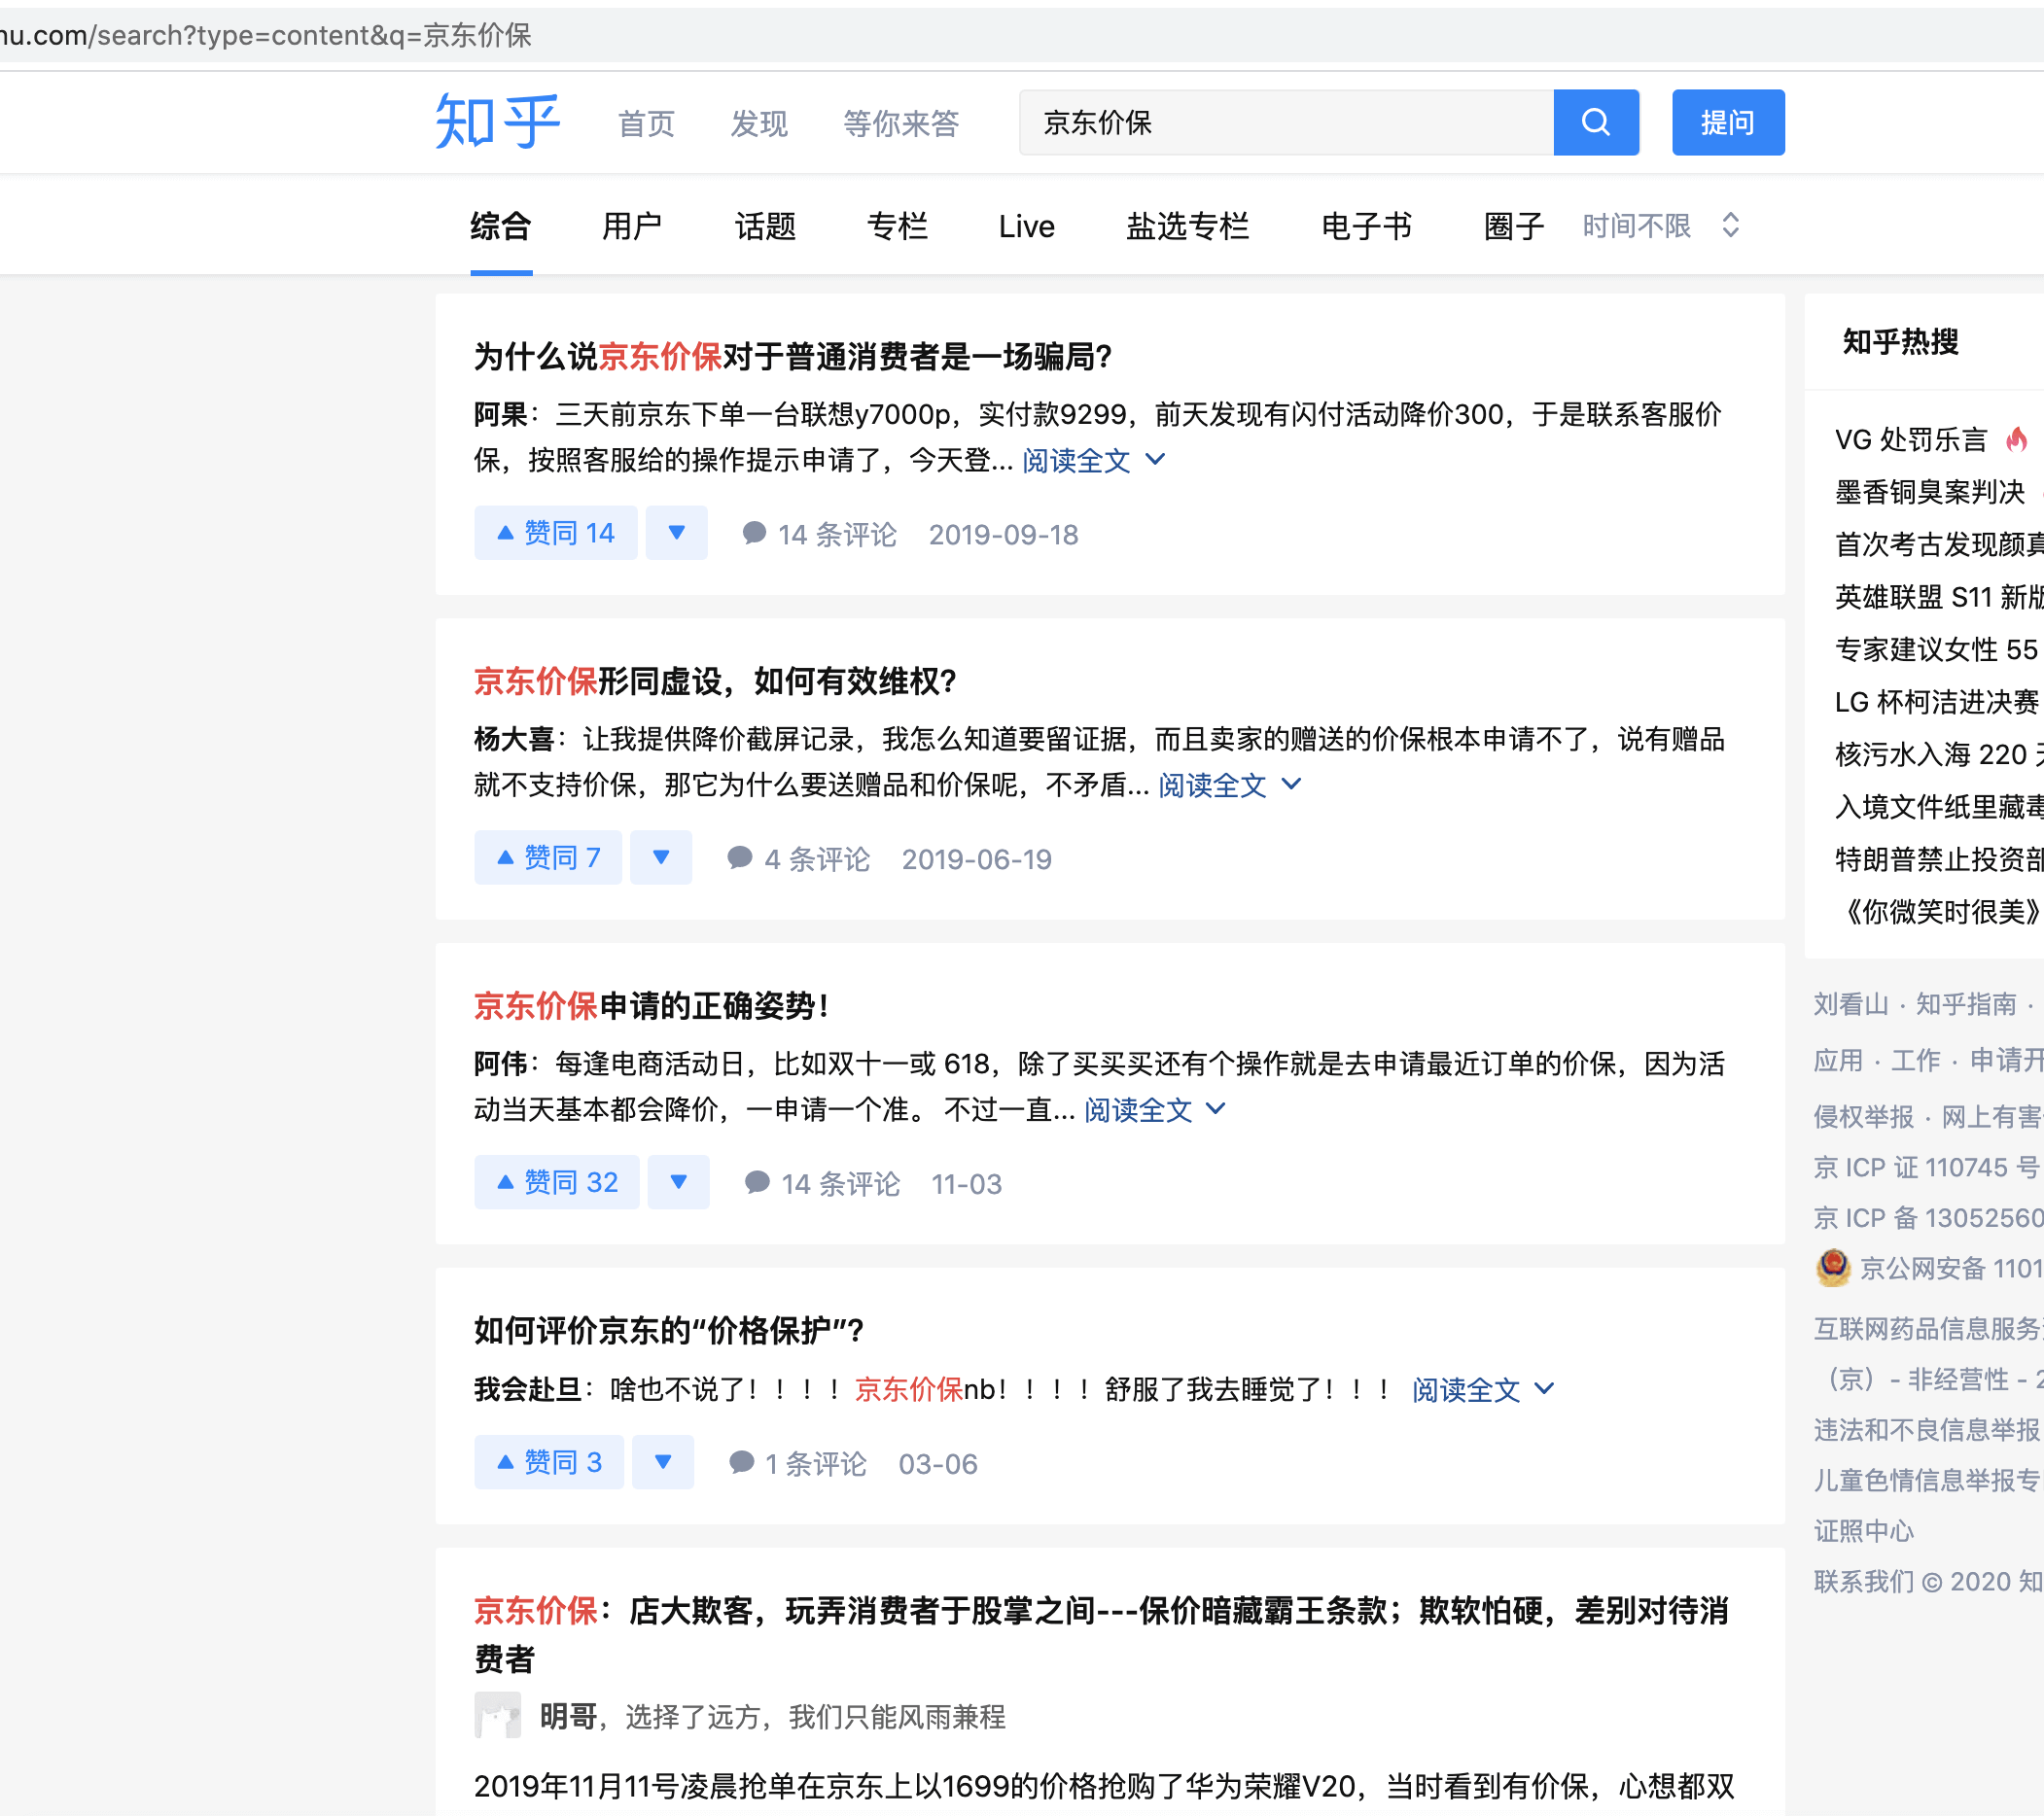 nu.com/search?type=content&q=京东价保
知乎 首页 发现 等你来答 京东价保 提问
综合 用户 话题 专栏 Live 盐选专栏 电子书 圈子 时间不限
为什么说京东价保对于普通消费者是一场骗局?
阿果：三天前京东下单一台联想y7000p，实付款9299，前天发现有闪付活动降价300，于是联系客服价
保，按照客服给的操作提示申请了，今天登... 阅读全文
赞同 14 14 条评论 2019-09-18
京东价保形同虚设，如何有效维权?
杨大喜：让我提供降价截屏记录，我怎么知道要留证据，而且卖家的赠送的价保根本申请不了，说有赠品
就不支持价保，那它为什么要送赠品和价保呢，不矛盾... 阅读全文
赞同 7 4 条评论 2019-06-19
京东价保申请的正确姿势！
阿伟：每逢电商活动日，比如双十一或 618，除了买买买还有个操作就是去申请最近订单的价保，因为活
动当天基本都会降价，一申请一个准。 不过一直... 阅读全文
赞同 32 14 条评论 11-03
如何评价京东的“价格保护”?
我会赴旦：啥也不说了！！！！京东价保nb！！！！舒服了我去睡觉了！！！ 阅读全文
赞同 3 1 条评论 03-06
京东价保：店大欺客，玩弄消费者于股掌之间---保价暗藏霸王条款；欺软怕硬，差别对待消
费者
明哥，选择了远方，我们只能风雨兼程
2019年11月11号凌晨抢单在京东上以1699的价格抢购了华为荣耀V20，当时看到有价保，心想都双
知乎热搜
VG 处罚乐言
墨香铜臭案判决
首次考古发现颜真
英雄联盟 S11 新版
专家建议女性 55
LG 杯柯洁进决赛
核污水入海 220 天
入境文件纸里藏毒
特朗普禁止投资部
《你微笑时很美》
刘看山 · 知乎指南 ·
应用 · 工作 · 申请开
侵权举报 · 网上有害
京 ICP 证 110745 号
京 ICP 备 13052560
京公网安备 1101
互联网药品信息服务资
（京）- 非经营性 - 2
违法和不良信息举报
儿童色情信息举报专
证照中心
联系我们 © 2020 知